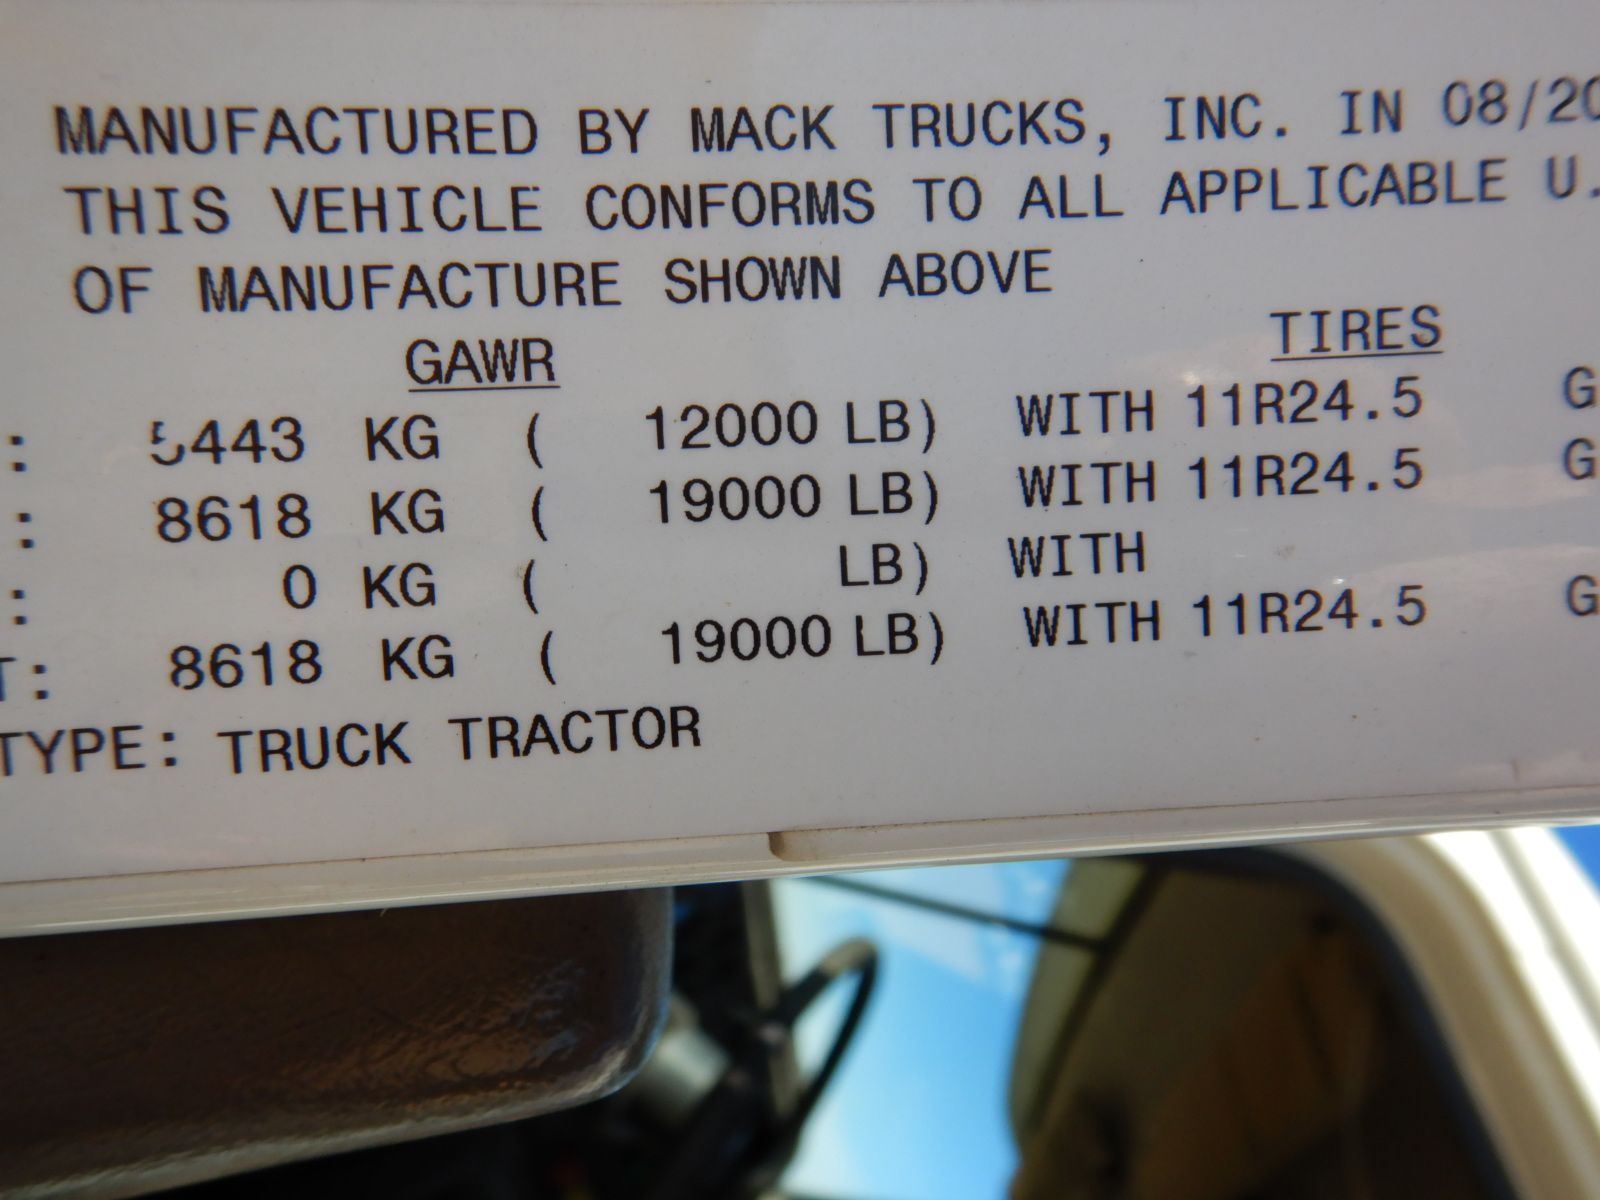 MANUFACTURED BY MACK TRUCKS, INC. IN 08/20
THIS VEHICLE CONFORMS TO ALL APPLICABLE U.
OF MANUFACTURE SHOWN ABOVE
GAWR TIRES
: 5443 KG ( 12000 LB) WITH 11R24.5 G
: 8618 KG ( 19000 LB) WITH 11R24.5 G
: 0 KG ( LB) WITH
T: 8618 KG ( 19000 LB) WITH 11R24.5 G
TYPE: TRUCK TRACTOR